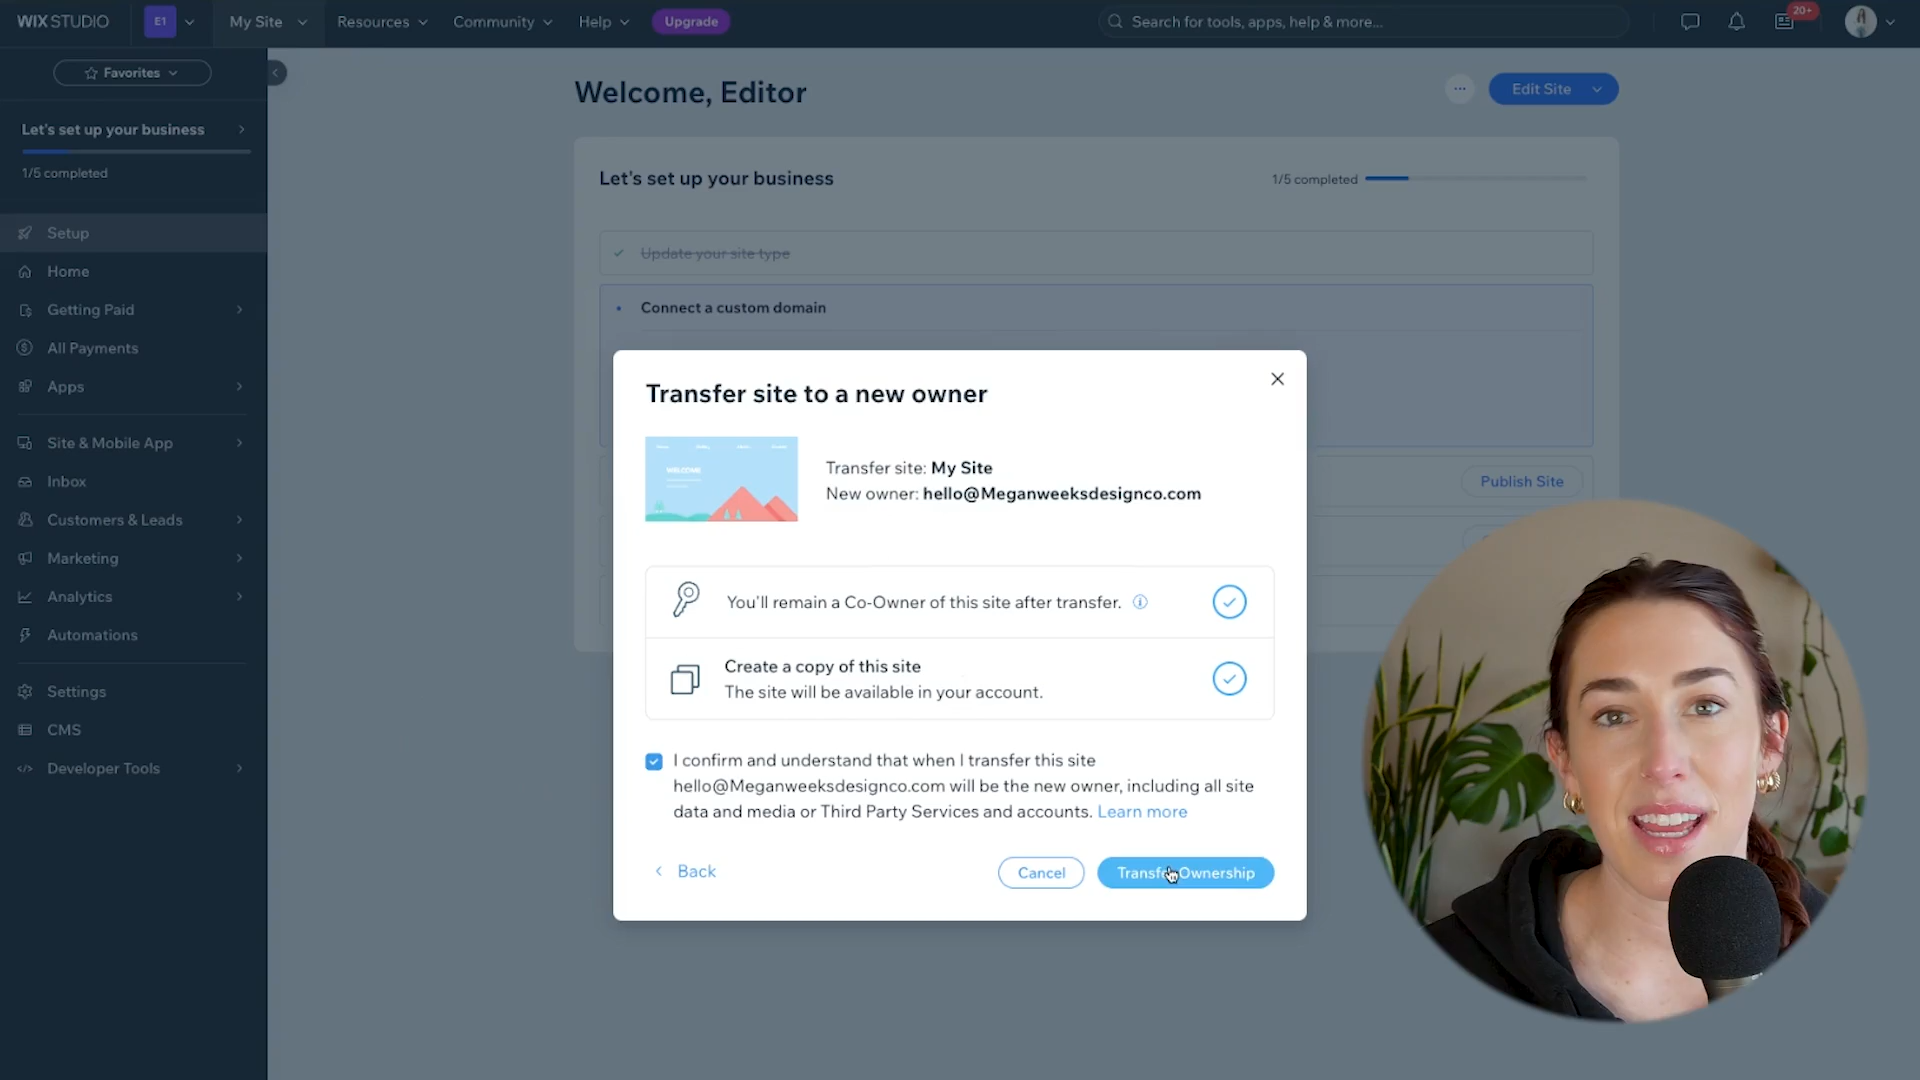 WIX STUDIO
E1
My Site
Resources
Community
Help
Upgrade
Search for tools, apps, help & more...
20+
Favorites
Let's set up your business
1/5 completed
Setup
Home
Getting Paid
All Payments
Apps
Site & Mobile App
Inbox
Customers & Leads
Marketing
Analytics
Automations
Settings
CMS
Developer Tools
Welcome, Editor
Edit Site
Let's set up your business
1/5 completed
Update your site type
Connect a custom domain
Publish Site
Transfer site to a new owner
WELCOME
Transfer site: My Site
New owner: hello@Meganweeksdesignco.com
You'll remain a Co-Owner of this site after transfer.
Create a copy of this site
The site will be available in your account.
I confirm and understand that when I transfer this site
hello@Meganweeksdesignco.com will be the new owner, including all site
data and media or Third Party Services and accounts. Learn more
Back
Cancel
Transfer Ownership